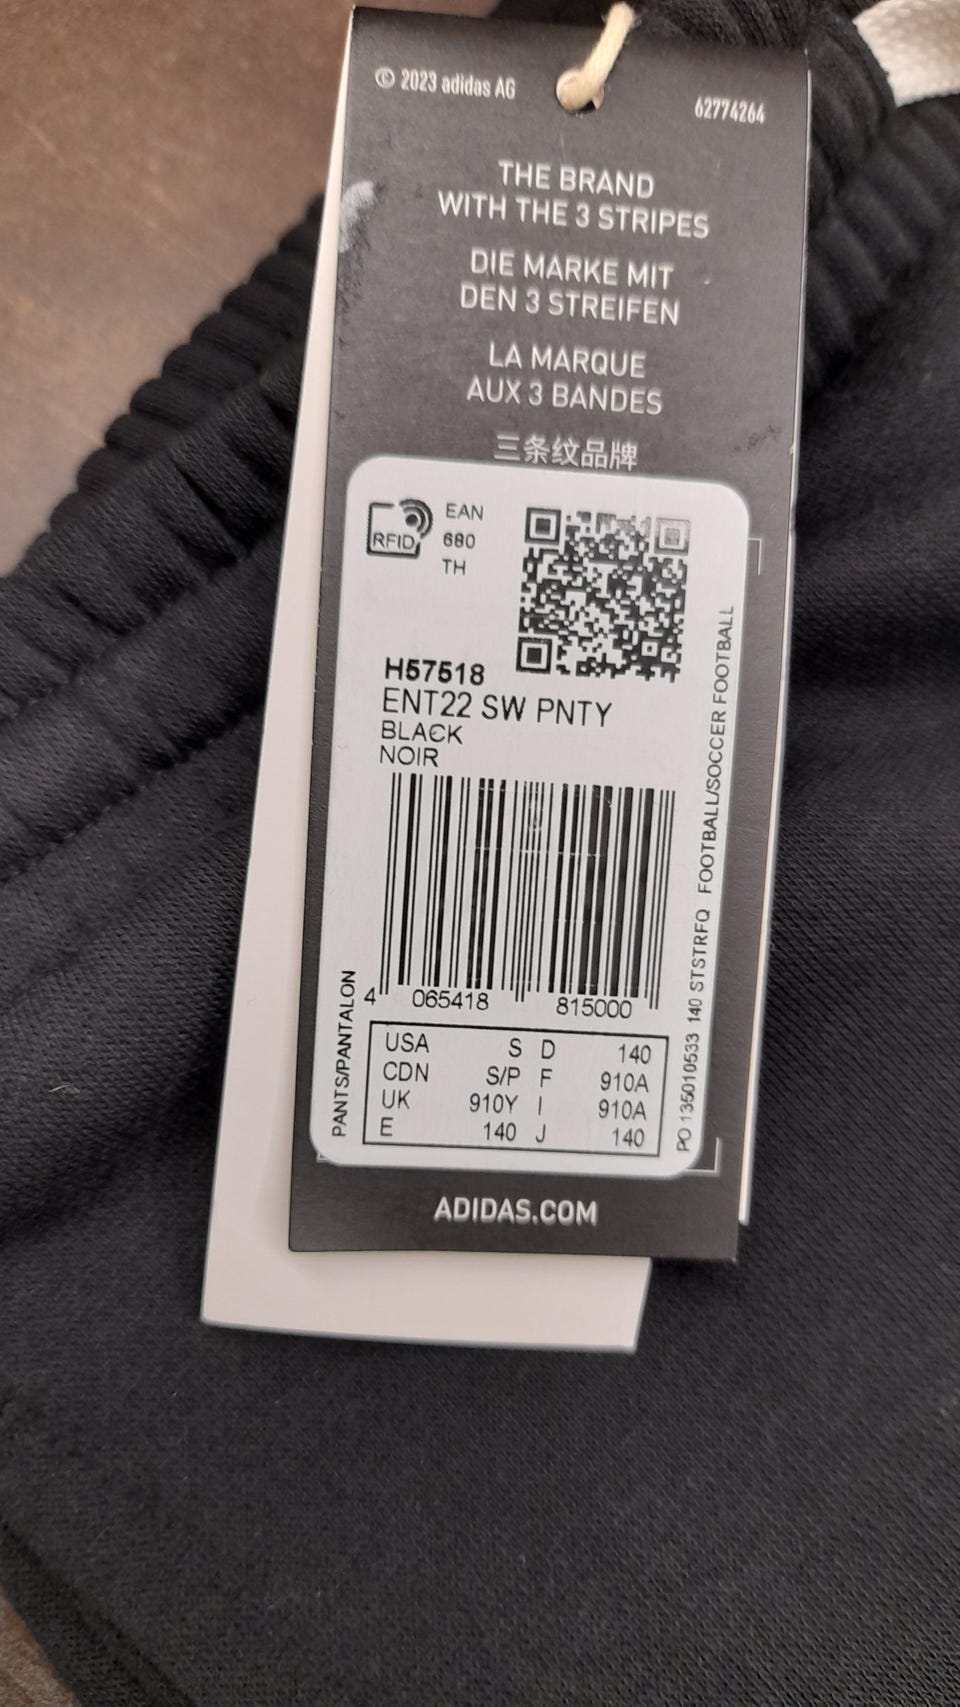 © 2023 adidas AG
62774264
THE BRAND
WITH THE 3 STRIPES
DIE MARKE MIT
DEN 3 STREIFEN
LA MARQUE
AUX 3 BANDES
三条纹品牌
RFID
EAN
680
TH
H57518
ENT22 SW PNTY
BLACK
NOIR
4 065418 815000
PANTS/PANTALON
PO 135010533 140 STSTRFQ FOOTBALL/SOCCER FOOTBALL
USA S D 140
CDN S/P F 910A
UK 910Y I 910A
E 140 J 140
ADIDAS.COM